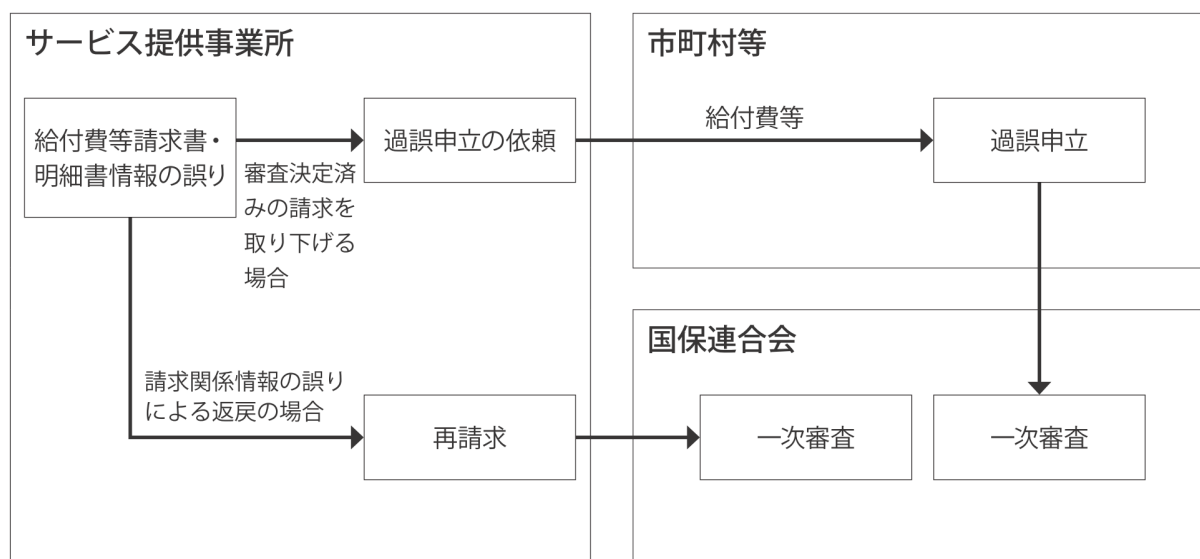 サービス提供事業所
給付費等請求書・
明細書情報の誤り
審査決定済
みの請求を
取り下げる
場合
過誤申立の依頼
請求関係情報の誤り
による返戻の場合
再請求
市町村等
給付費等
過誤申立
国保連合会
一次審査
一次審査